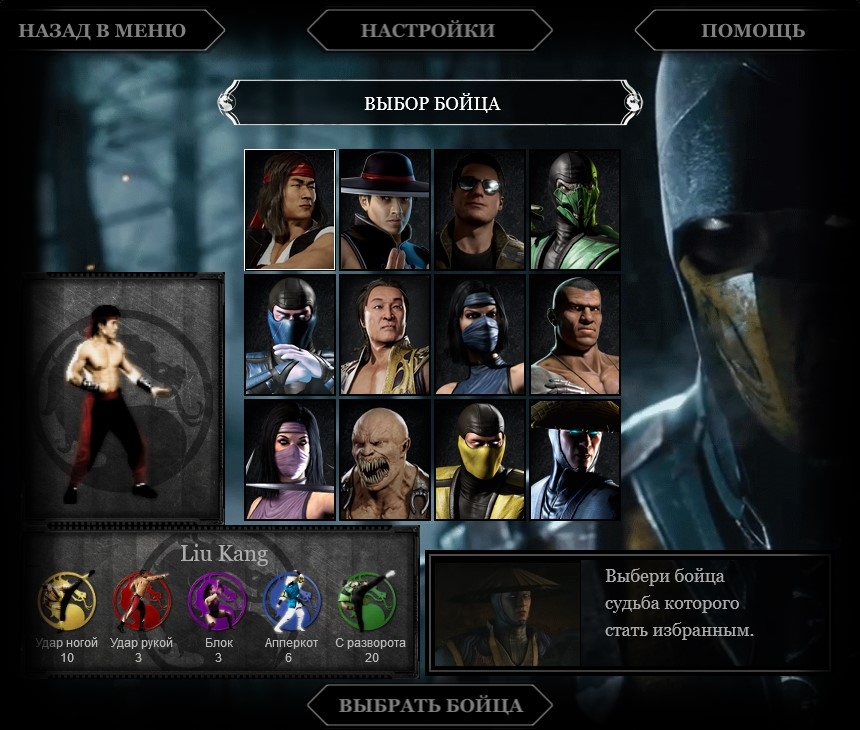 НАЗАД В МЕНЮ
НАСТРОЙКИ
ПОМОЩЬ
ВЫБОР БОЙЦА
Liu Kang
Удар ногой
10
Удар рукой
3
Блок
3
Апперкот
6
С разворота
20
Выбери бойца
судьба которого
стать избранным.
ВЫБРАТЬ БОЙЦА